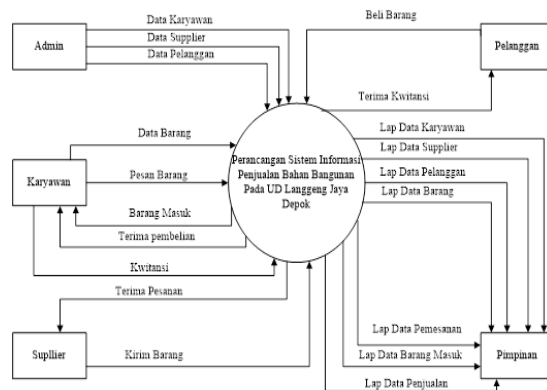 Data Karyawan
Data Supplier
Data Pelanggan
Admin
Beli Barang
Pelanggan
Terima Kwitansi
Data Barang
Karyawan
Pesan Barang
Barang Masuk
Terima pembelian
Kwitansi
Perancangan Sistem Informasi
Penjualan Bahan Bangunan
Pada UD Langgeng Jaya
Depok
Lap Data Karyawan
Lap Data Supplier
Lap Data Pelanggan
Lap Data Barang
Terima Pesanan
Supllier
Kirim Barang
Lap Data Pemesanan
Lap Data Barang Masuk
Lap Data Penjualan
Pimpinan